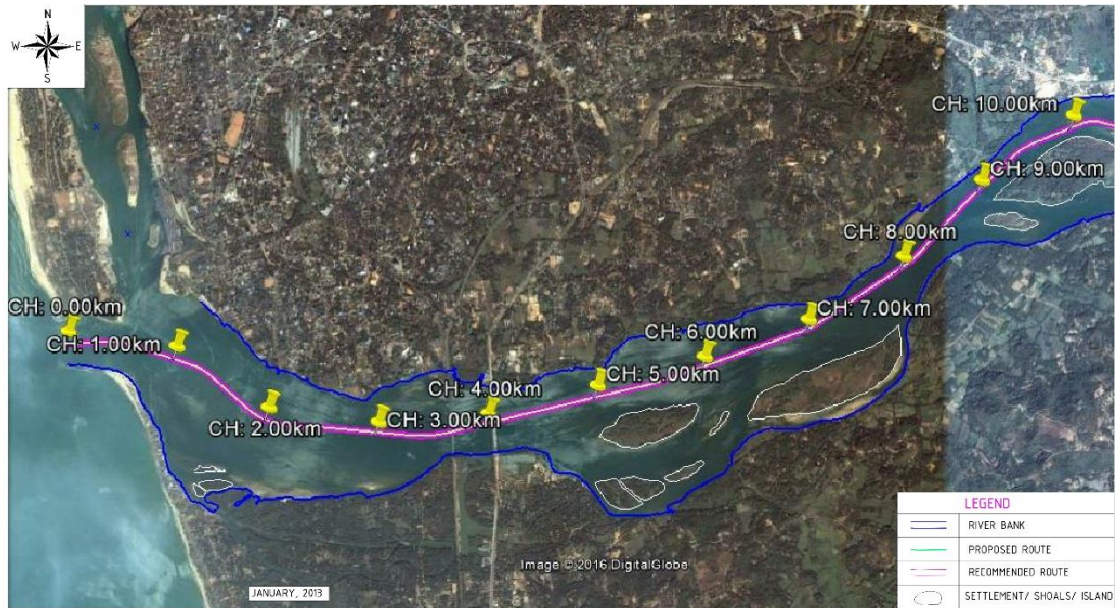 N
W E
S
CH: 10.00km
CH: 9.00km
CH: 8.00km
CH: 0.00km
CH: 7.00km
CH: 6.00km
CH: 1.00km
CH: 5.00km
CH: 4.00km
CH: 3.00km
CH: 2.00km
LEGEND
RIVER BANK
PROPOSED ROUTE
RECOMMENDED ROUTE
SETTLEMENT/ SHOALS/ ISLAND
Image © 2016 DigitalGlobe
JANUARY, 2013